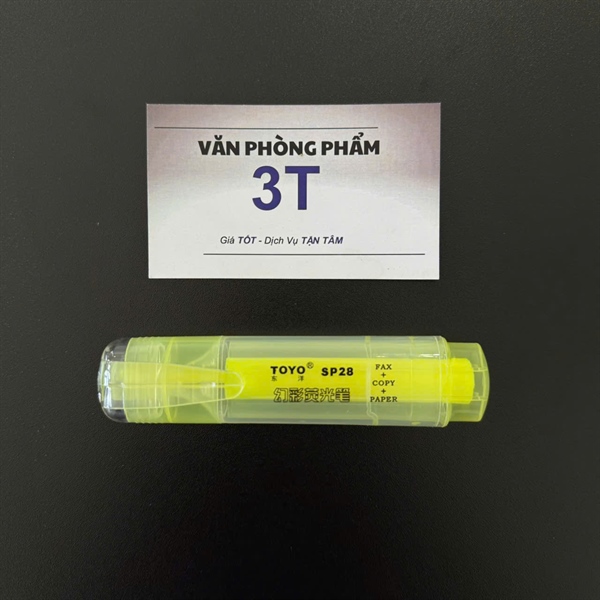 VĂN PHÒNG PHẨM
3T
Giá TỐT - Dịch Vụ TẬN TÂM
TOYO® SP28
东洋
幻彩荧光笔
FAX
+
COPY
+
PAPER